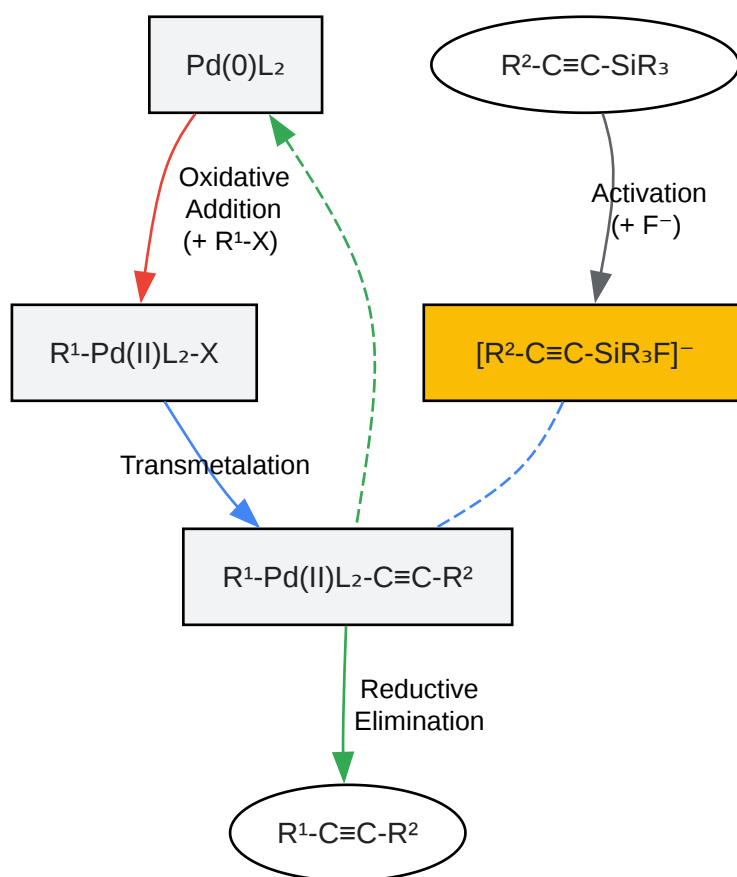 Pd(0)L₂
R²-C≡C-SiR₃
Oxidative
Addition
(+ R¹-X)
Activation
(+ F⁻)
R¹-Pd(II)L₂-X
[R²-C≡C-SiR₃F]⁻
Transmetalation
R¹-Pd(II)L₂-C≡C-R²
Reductive
Elimination
R¹-C≡C-R²